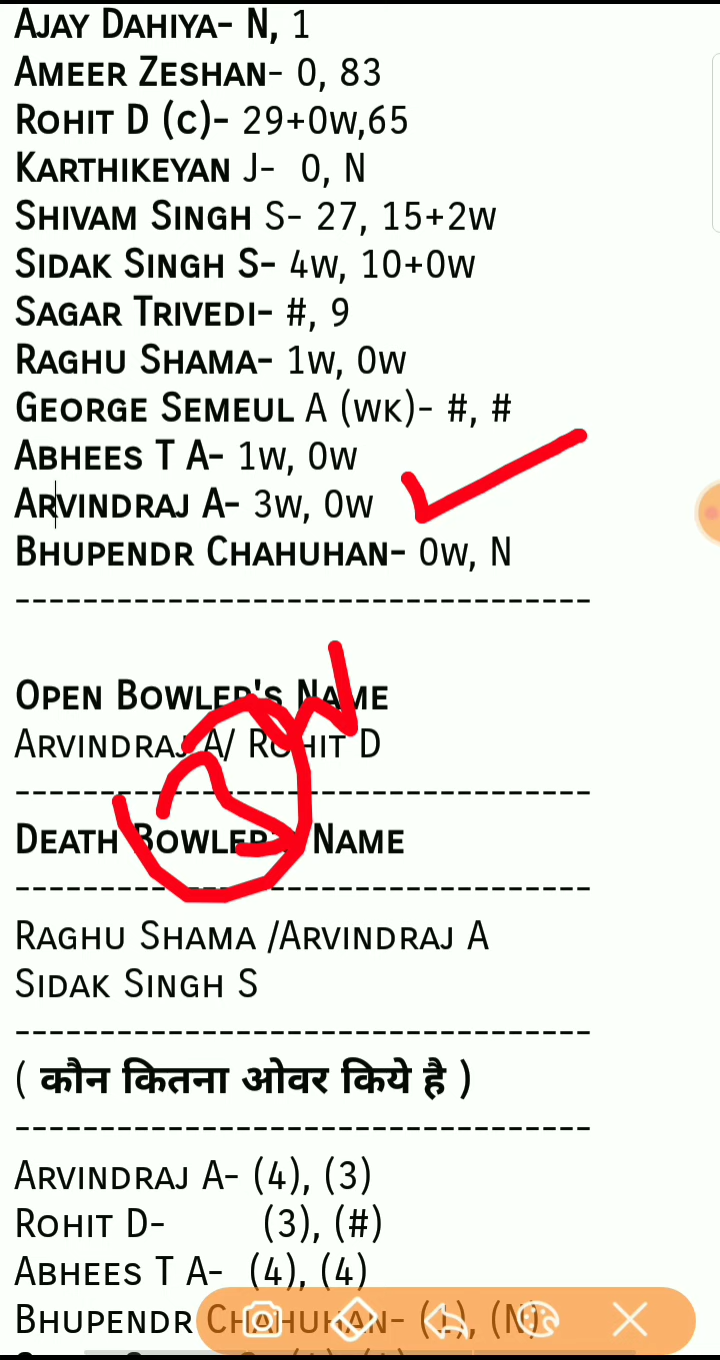 Ajay Dahiya- N, 1
Ameer Zeshan- 0, 83
Rohit D (c)- 29+0w,65
Karthikeyan J- 0, N
Shivam Singh S- 27, 15+2w
Sidak Singh S- 4w, 10+0w
Sagar Trivedi- #, 9
Raghu Shama- 1w, 0w
George Semeul A (wk)- #, #
Abhees T A- 1w, 0w
Arvindraj A- 3w, 0w
Bhupendr Chahuhan- 0w, N
----------------------------------
Open Bowler's Name
Arvindraj A/ Rohit D
----------------------------------
Death Bowler's Name
----------------------------------
Raghu Shama /Arvindraj A
Sidak Singh S
----------------------------------
( कौन कितना ओवर किये है )
----------------------------------
Arvindraj A- (4), (3)
Rohit D- (3), (#)
Abhees T A- (4), (4)
Bhupendr Chahuhan- (1), (N)